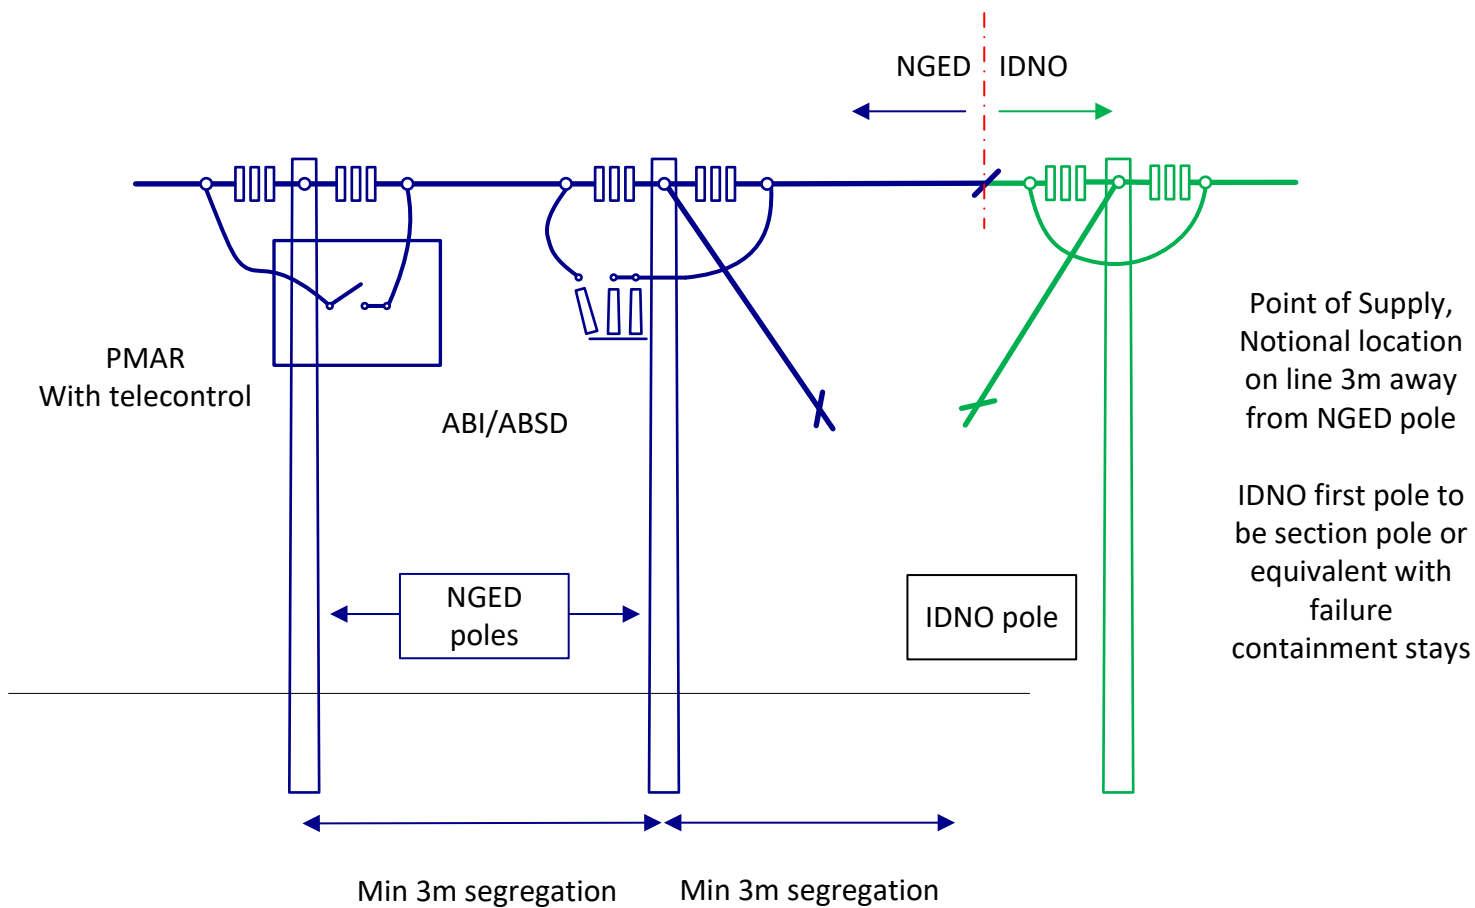 NGED
IDNO
PMAR
With telecontrol
ABI/ABSD
Point of Supply,
Notional location
on line 3m away
from NGED pole
IDNO first pole to
be section pole or
equivalent with
failure
containment stays
NGED
poles
IDNO pole
Min 3m segregation
Min 3m segregation